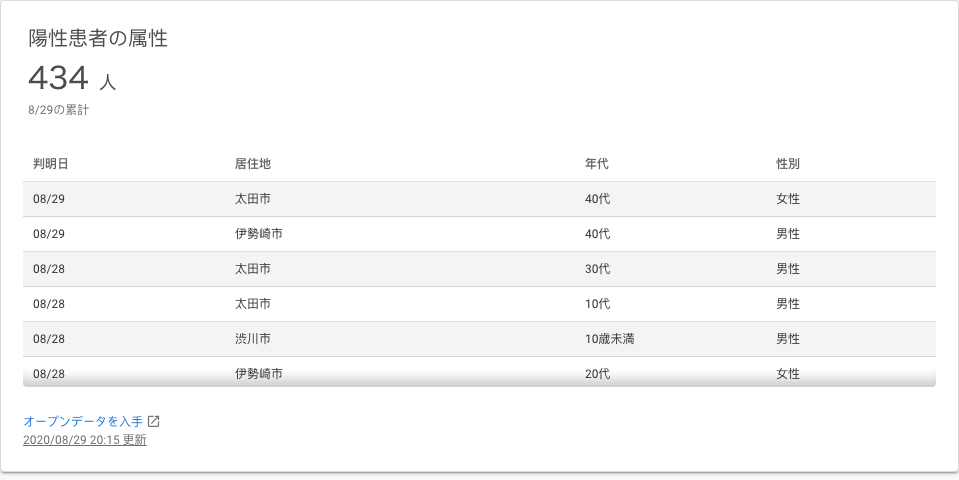 陽性患者の属性
434 人
8/29の累計
判明日 居住地 年代 性別
08/29 太田市 40代 女性
08/29 伊勢崎市 40代 男性
08/28 太田市 30代 男性
08/28 太田市 10代 男性
08/28 渋川市 10歳未満 男性
08/28 伊勢崎市 20代 女性
オープンデータを入手
2020/08/29 20:15 更新